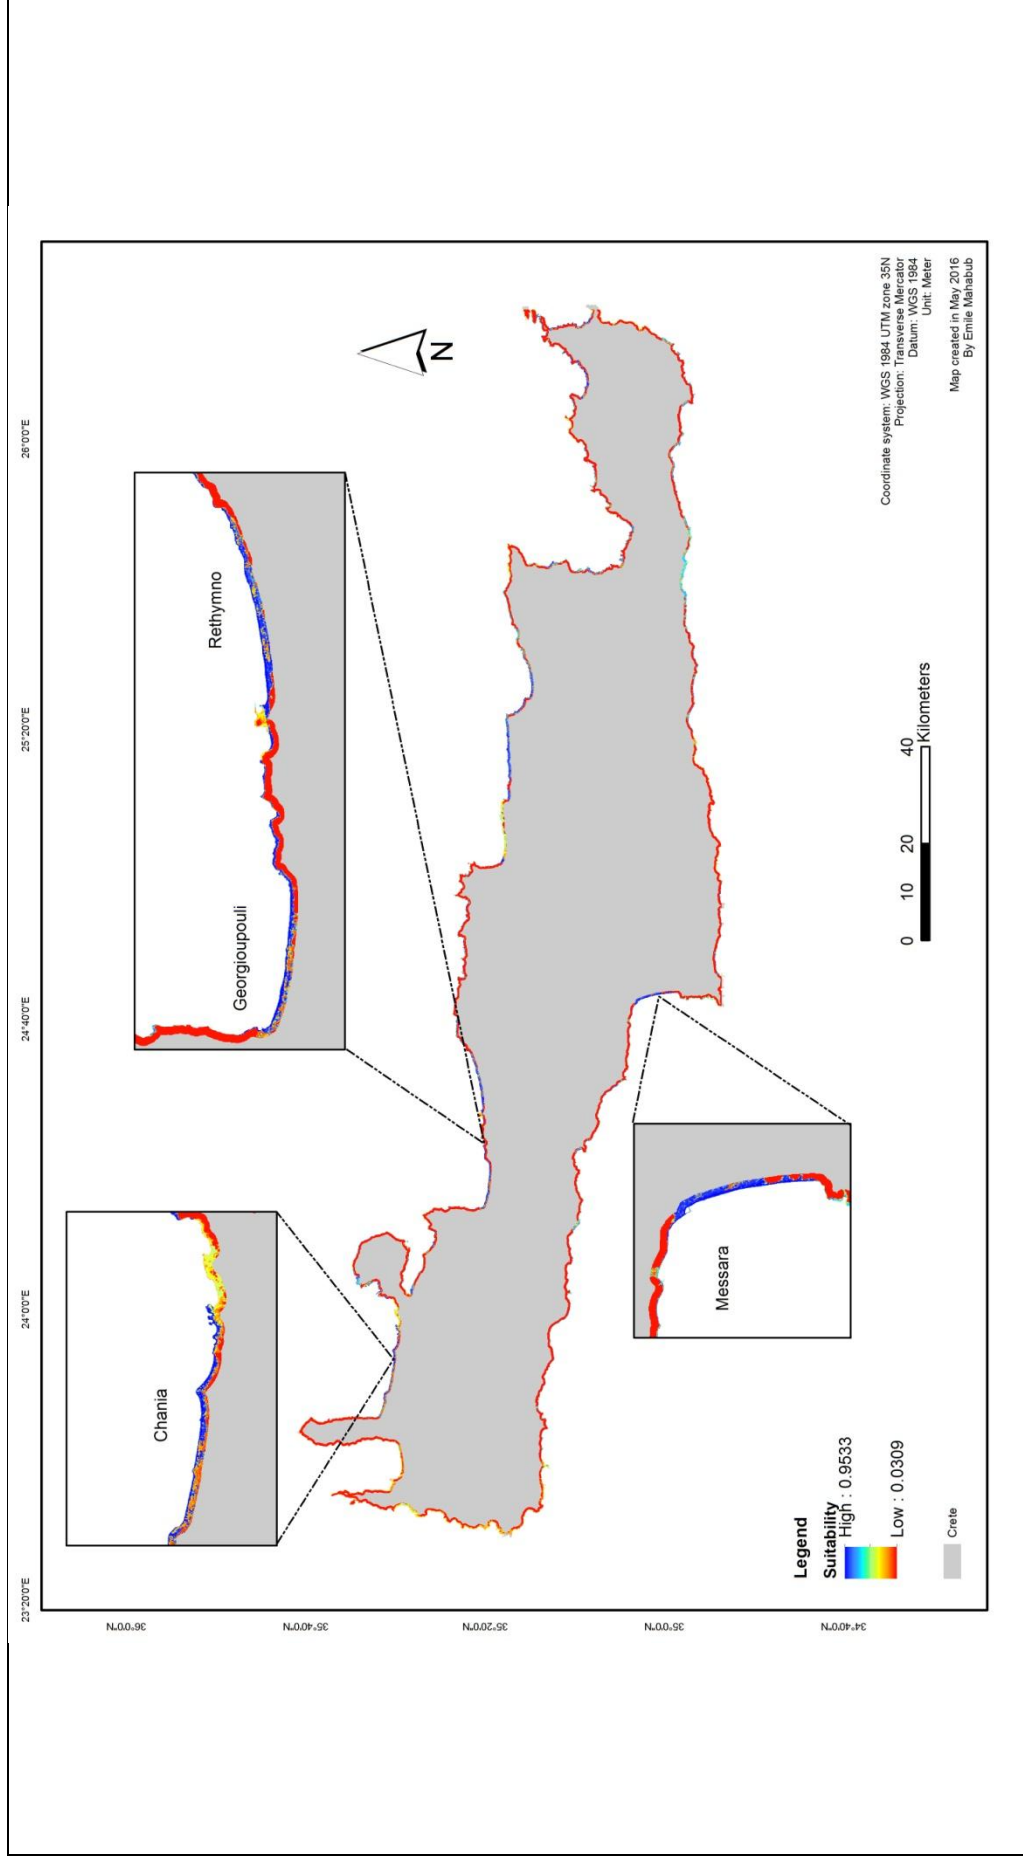 23°20'0"E
24°0'0"E
24°40'0"E
25°20'0"E
26°0'0"E
36°0'0"N
35°40'0"N
35°20'0"N
35°0'0"N
34°40'0"N
Chania
Georgioupouli
Rethymno
Messara
N
Legend
Suitability
High : 0.9533
Low : 0.0309
Crete
0 10 20 40
Kilometers
Coordinate system: WGS 1984 UTM zone 35N
Projection: Transverse Mercator
Datum: WGS 1984
Unit: Meter
Map created in May 2016
By Emile Mahabub